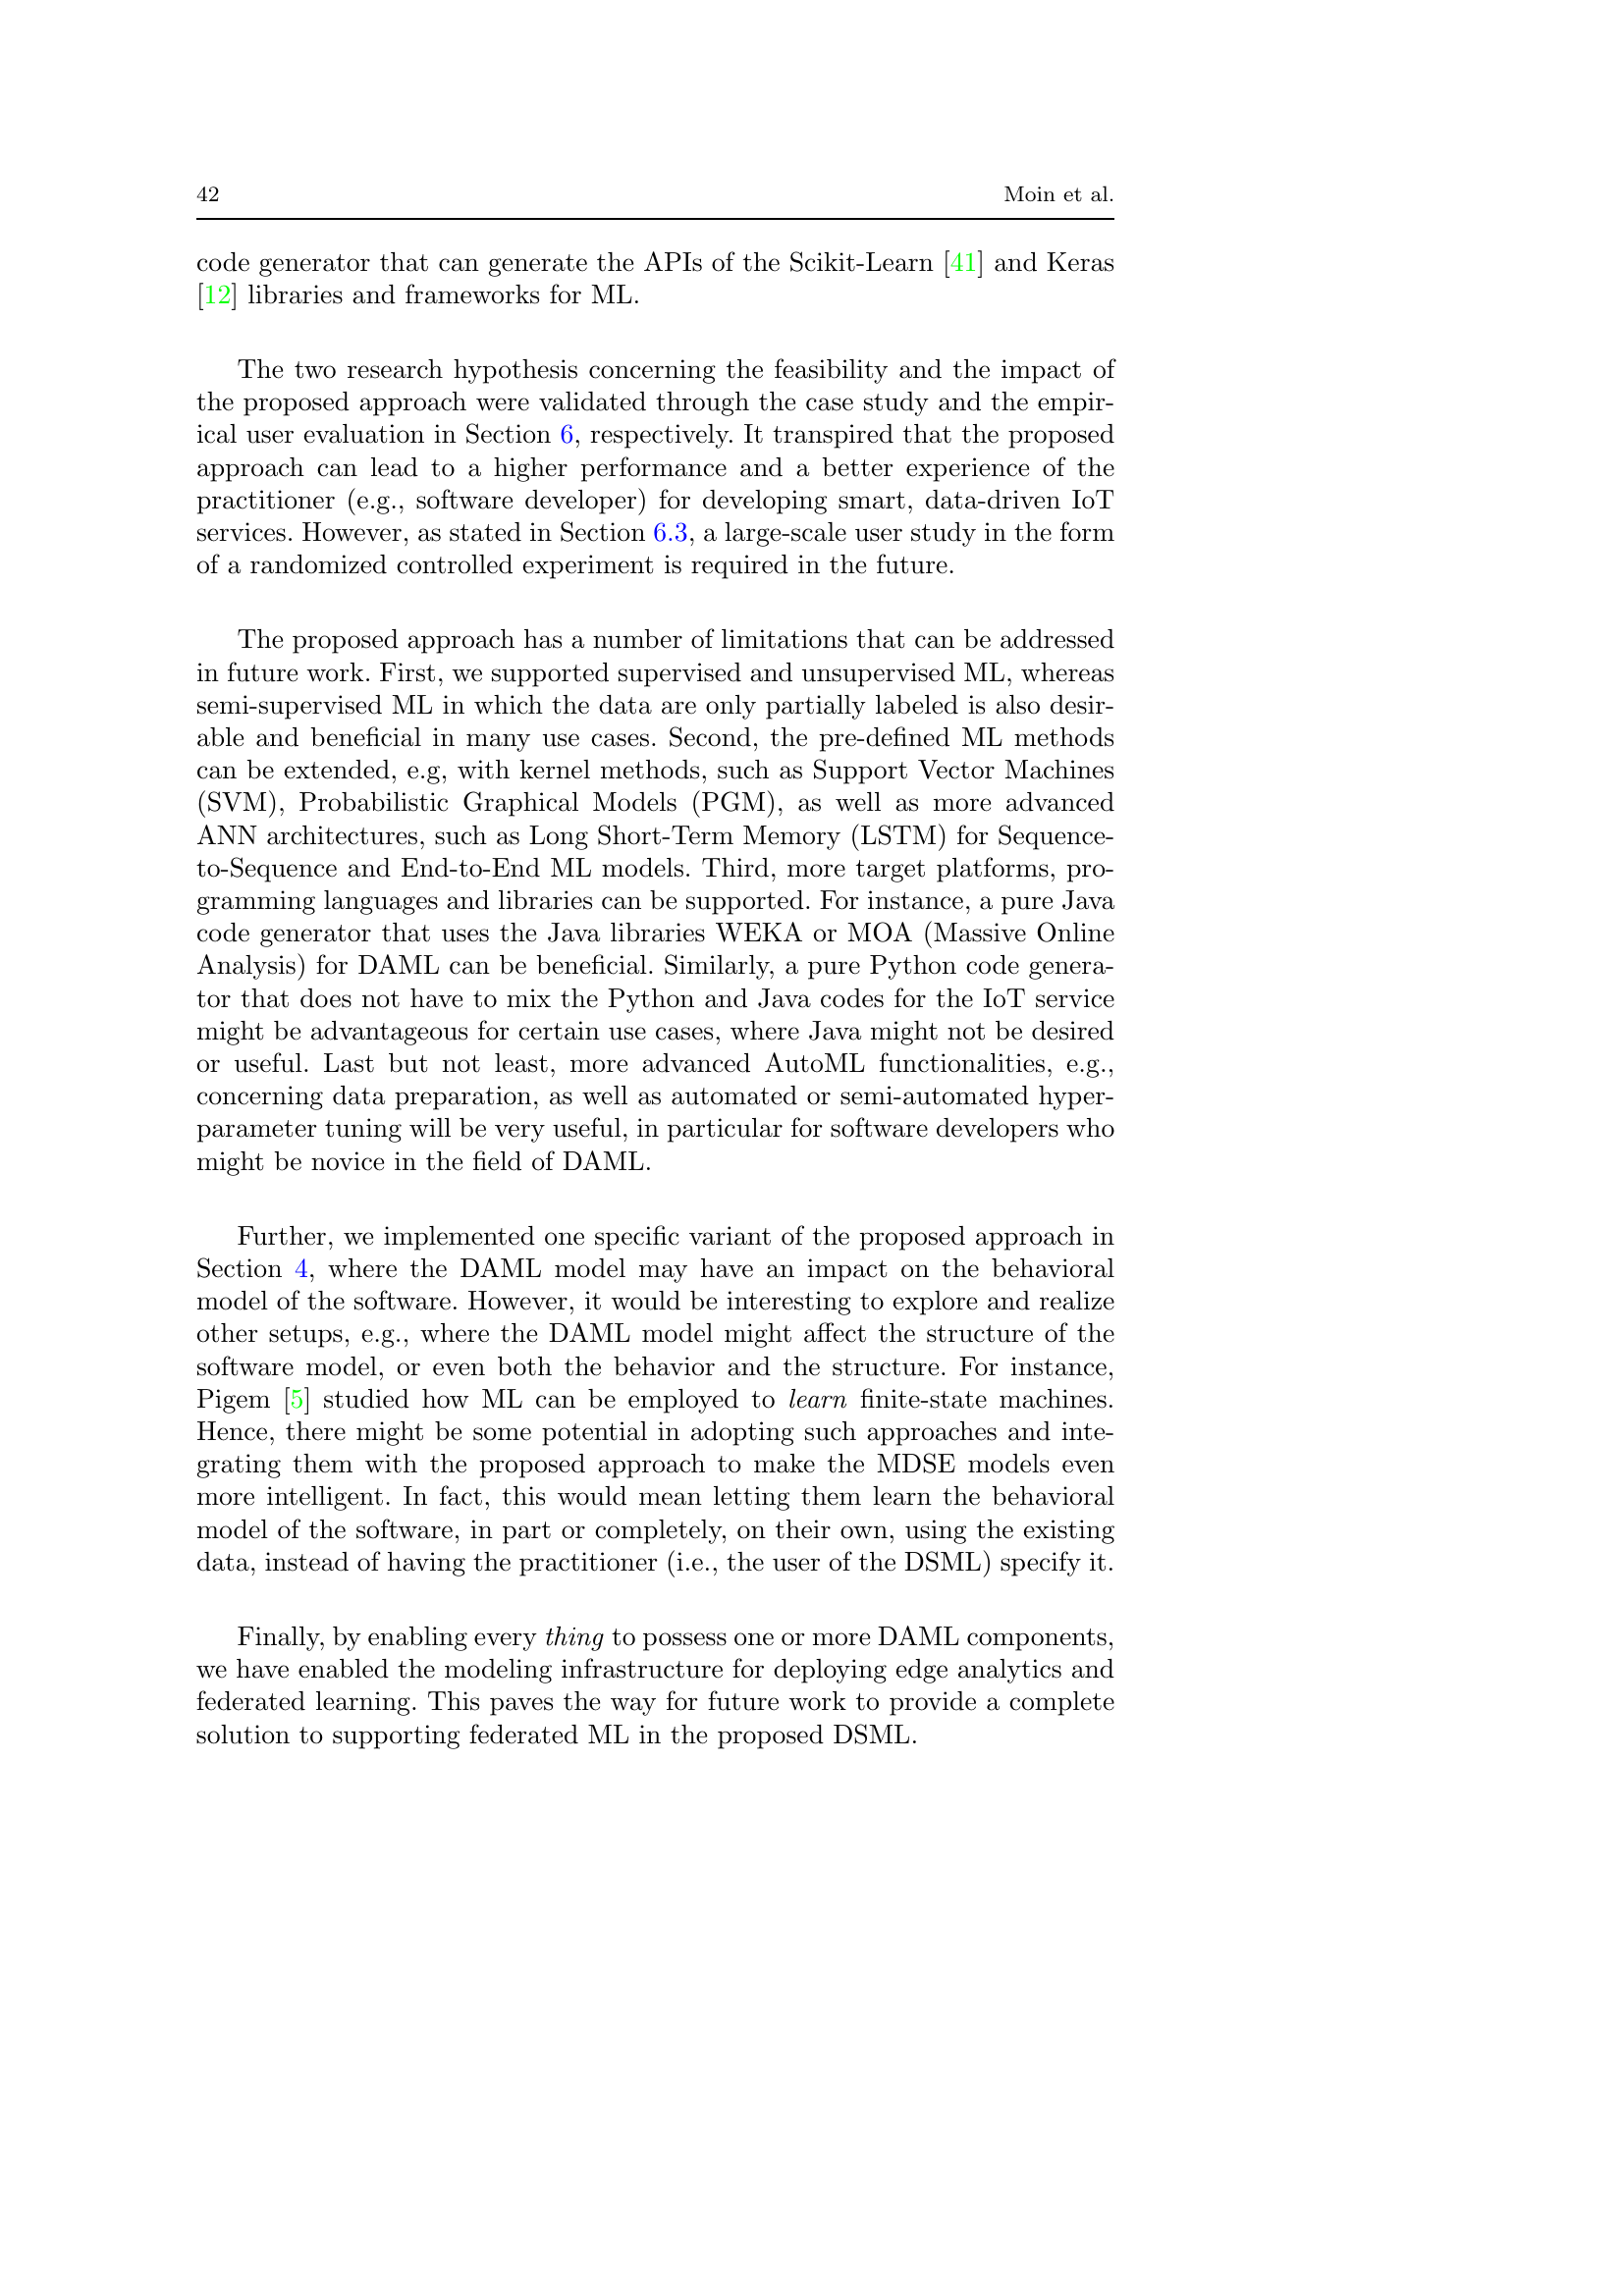 42
Moin et al.
code generator that can generate the APIs of the Scikit-Learn [41] and Keras
[12] libraries and frameworks for ML.
The two research hypothesis concerning the feasibility and the impact of
the proposed approach were validated through the case study and the empir-
ical user evaluation in Section 6, respectively. It transpired that the proposed
approach can lead to a higher performance and a better experience of the
practitioner (e.g., software developer) for developing smart, data-driven IoT
services. However, as stated in Section 6.3, a large-scale user study in the form
of a randomized controlled experiment is required in the future.
The proposed approach has a number of limitations that can be addressed
in future work. First, we supported supervised and unsupervised ML, whereas
semi-supervised ML in which the data are only partially labeled is also desir-
able and beneficial in many use cases. Second, the pre-defined ML methods
can be extended, e.g, with kernel methods, such as Support Vector Machines
(SVM), Probabilistic Graphical Models (PGM), as well as more advanced
ANN architectures, such as Long Short-Term Memory (LSTM) for Sequence-
to-Sequence and End-to-End ML models. Third, more target platforms, pro-
gramming languages and libraries can be supported. For instance, a pure Java
code generator that uses the Java libraries WEKA or MOA (Massive Online
Analysis) for DAML can be beneficial. Similarly, a pure Python code genera-
tor that does not have to mix the Python and Java codes for the IoT service
might be advantageous for certain use cases, where Java might not be desired
or useful. Last but not least, more advanced AutoML functionalities, e.g.,
concerning data preparation, as well as automated or semi-automated hyper-
parameter tuning will be very useful, in particular for software developers who
might be novice in the field of DAML.
Further, we implemented one specific variant of the proposed approach in
Section 4, where the DAML model may have an impact on the behavioral
model of the software. However, it would be interesting to explore and realize
other setups, e.g., where the DAML model might affect the structure of the
software model, or even both the behavior and the structure. For instance,
Pigem [5] studied how ML can be employed to learn finite-state machines.
Hence, there might be some potential in adopting such approaches and inte-
grating them with the proposed approach to make the MDSE models even
more intelligent. In fact, this would mean letting them learn the behavioral
model of the software, in part or completely, on their own, using the existing
data, instead of having the practitioner (i.e., the user of the DSML) specify it.
Finally, by enabling every thing to possess one or more DAML components,
we have enabled the modeling infrastructure for deploying edge analytics and
federated learning. This paves the way for future work to provide a complete
solution to supporting federated ML in the proposed DSML.